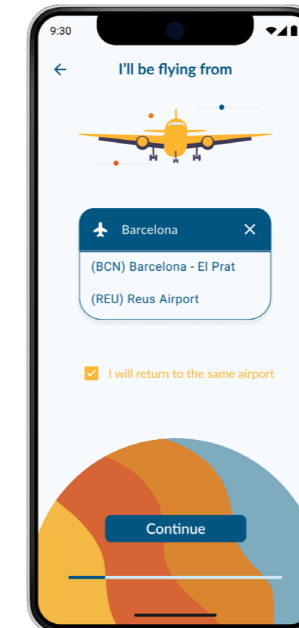 9:30
I'll be flying from
Barcelona
(BCN) Barcelona - El Prat
(REU) Reus Airport
I will return to the same airport
Continue